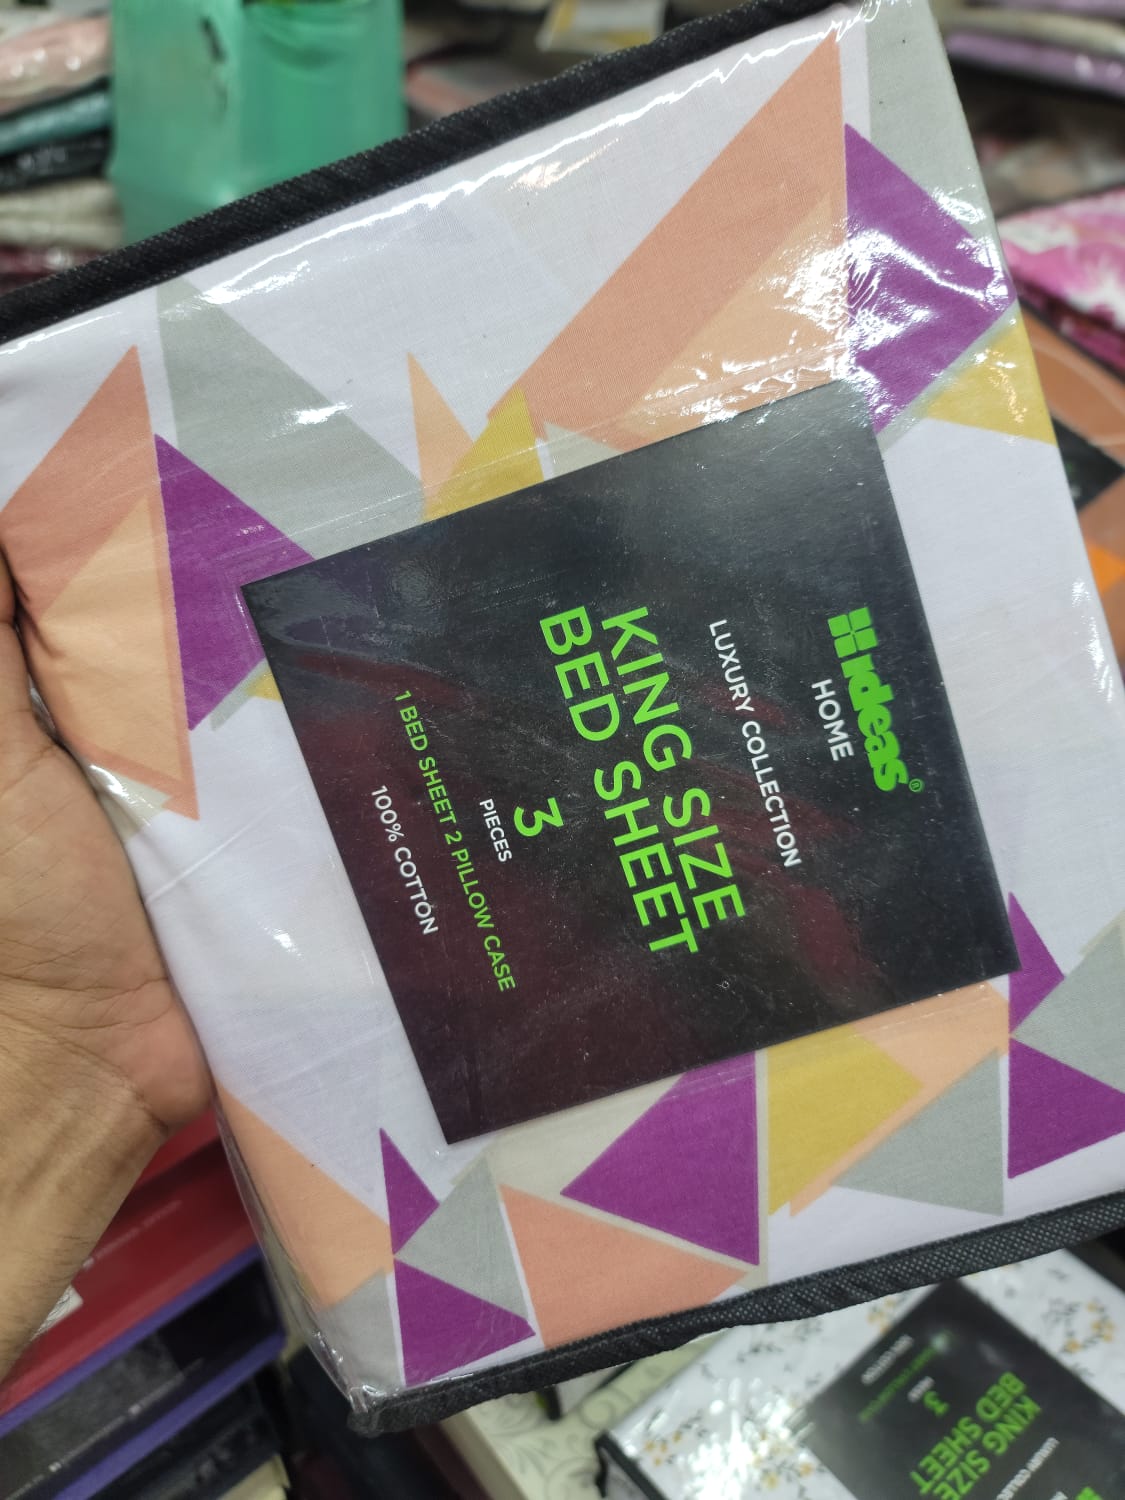 ideas®
HOME
LUXURY COLLECTION
KING SIZE
BED SHEET
3
PIECES
1 BED SHEET 2 PILLOW CASE
100% COTTON
KING SIZE
BED SHEET
3